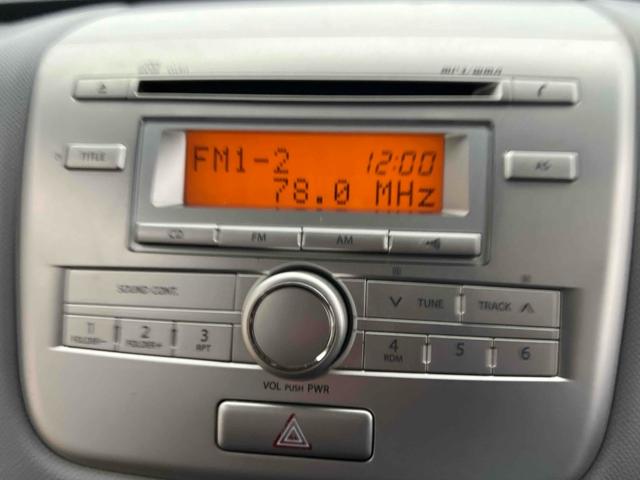 MP3/WMA
TITLE
FM1-2 12:00
78.0 MHz
AS
CD FM AM
SOUND CONT. TUNE TRACK
1 2 3 4 5 6
FOLDER- FOLDER+ RPT RDM
VOL PUSH PWR